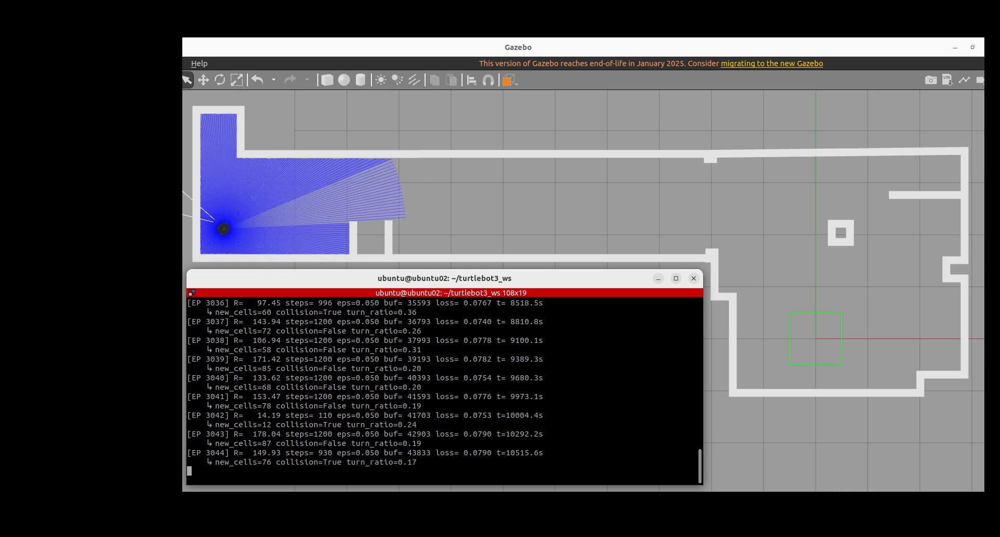 Gazebo
Help
This version of Gazebo reaches end-of-life in January 2025. Consider migrating to the new Gazebo
LOG
ubuntu@ubuntu02: ~/turtlebot3_ws
ubuntu@ubuntu02: ~/turtlebot3_ws 108x19
[EP 3036] R=   97.45 steps= 996 eps=0.050 buf= 35593 loss= 0.0767 t= 8518.5s
↳ new_cells=60 collision=True turn_ratio=0.36
[EP 3037] R=  143.94 steps=1200 eps=0.050 buf= 36793 loss= 0.0740 t= 8810.8s
↳ new_cells=72 collision=False turn_ratio=0.26
[EP 3038] R=  106.94 steps=1200 eps=0.050 buf= 37993 loss= 0.0778 t= 9100.1s
↳ new_cells=58 collision=False turn_ratio=0.31
[EP 3039] R=  171.42 steps=1200 eps=0.050 buf= 39193 loss= 0.0782 t= 9389.3s
↳ new_cells=85 collision=False turn_ratio=0.20
[EP 3040] R=  133.62 steps=1200 eps=0.050 buf= 40393 loss= 0.0754 t= 9680.3s
↳ new_cells=68 collision=False turn_ratio=0.20
[EP 3041] R=  153.47 steps=1200 eps=0.050 buf= 41593 loss= 0.0776 t= 9973.1s
↳ new_cells=78 collision=False turn_ratio=0.19
[EP 3042] R=   14.19 steps= 110 eps=0.050 buf= 41703 loss= 0.0753 t=10004.4s
↳ new_cells=12 collision=True turn_ratio=0.24
[EP 3043] R=  178.04 steps=1200 eps=0.050 buf= 42903 loss= 0.0790 t=10292.2s
↳ new_cells=87 collision=False turn_ratio=0.19
[EP 3044] R=  149.93 steps= 930 eps=0.050 buf= 43833 loss= 0.0790 t=10515.6s
↳ new_cells=76 collision=True turn_ratio=0.17